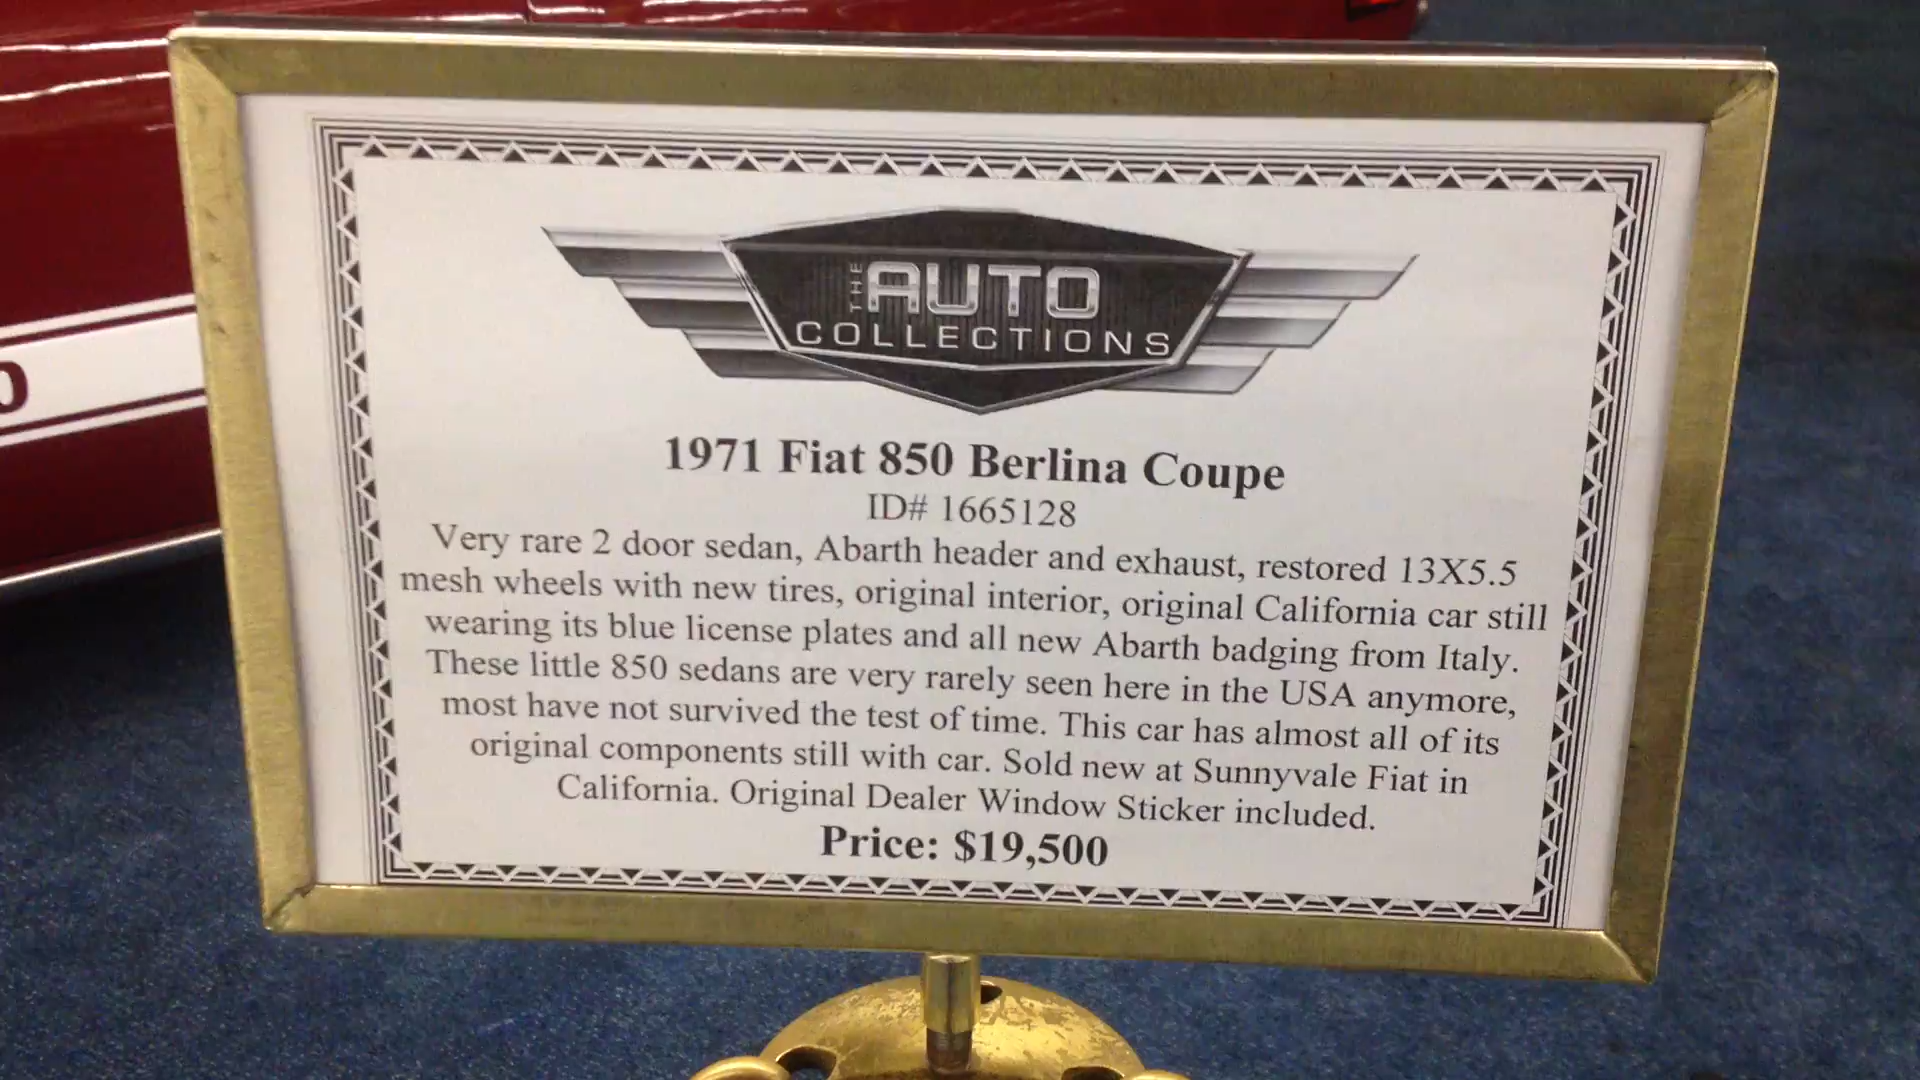 THE AUTO
COLLECTIONS
1971 Fiat 850 Berlina Coupe
ID# 1665128
Very rare 2 door sedan, Abarth header and exhaust, restored 13X5.5
mesh wheels with new tires, original interior, original California car still
wearing its blue license plates and all new Abarth badging from Italy.
These little 850 sedans are very rarely seen here in the USA anymore,
most have not survived the test of time. This car has almost all of its
original components still with car. Sold new at Sunnyvale Fiat in
California. Original Dealer Window Sticker included.
Price: $19,500
0